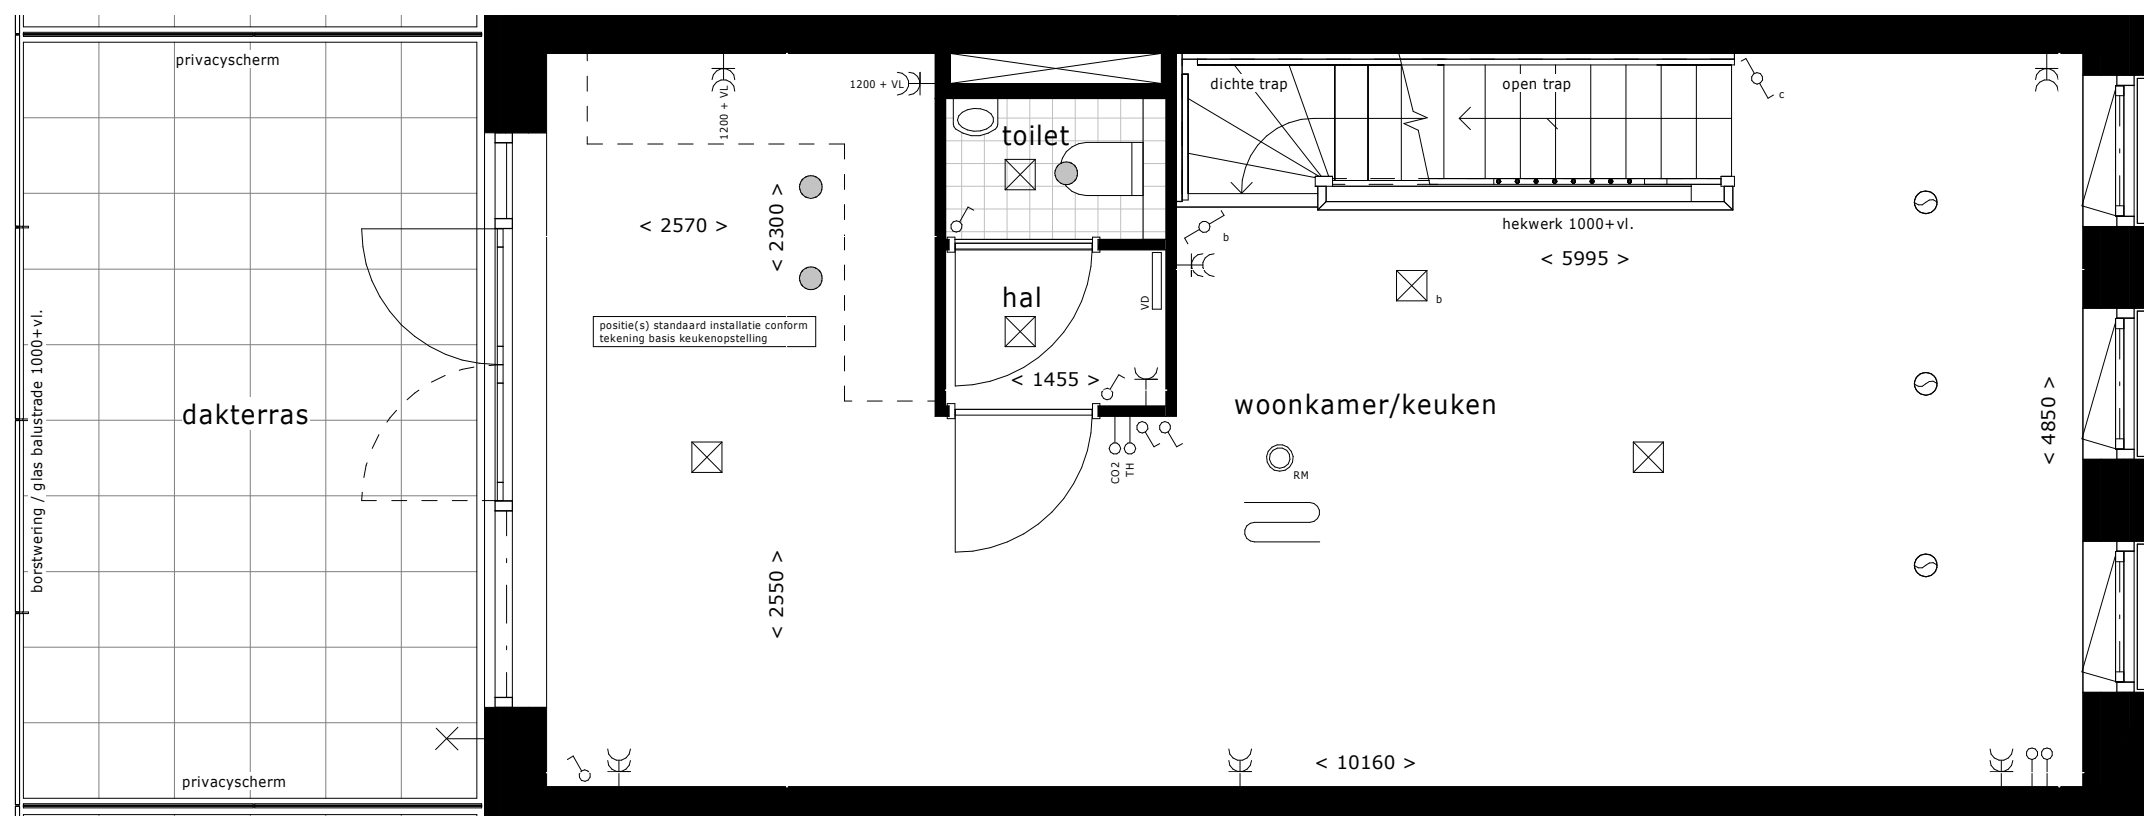 privacyscherm
1200 + VL
1200 + VL
toilet
dichte trap
open trap
c
< 2570 >
< 2300 >
b
hekwerk 1000+vl.
< 5995 >
hal
VD
b
positie(s) standaard installatie conform
tekening basis keukenopstelling
borstwering / glas balustrade 1000+vl.
dakterras
< 1455 >
woonkamer/keuken
< 4850 >
CO2
TH
RM
< 2550 >
< 10160 >
privacyscherm